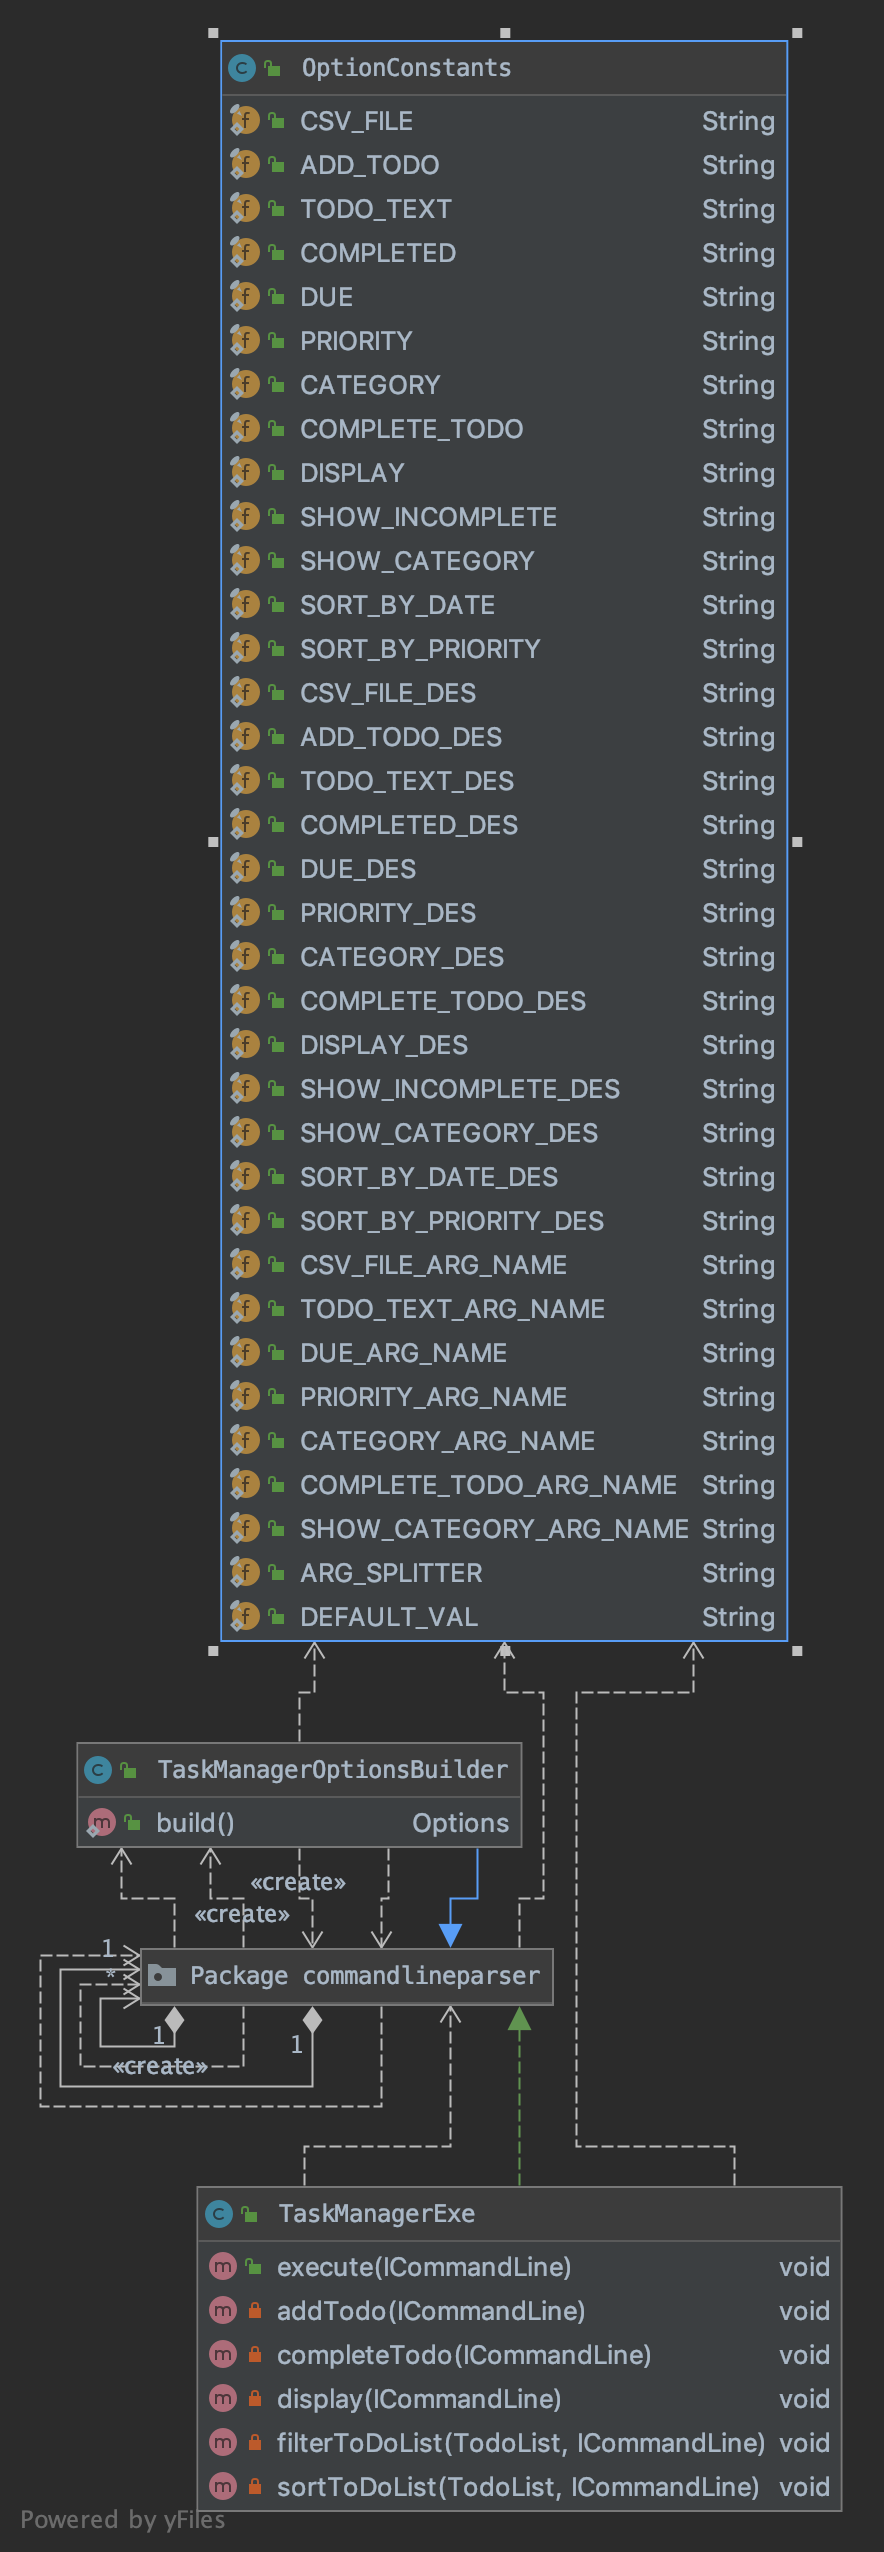 OptionConstants
CSV_FILE String
ADD_TODO String
TODO_TEXT String
COMPLETED String
DUE String
PRIORITY String
CATEGORY String
COMPLETE_TODO String
DISPLAY String
SHOW_INCOMPLETE String
SHOW_CATEGORY String
SORT_BY_DATE String
SORT_BY_PRIORITY String
CSV_FILE_DES String
ADD_TODO_DES String
TODO_TEXT_DES String
COMPLETED_DES String
DUE_DES String
PRIORITY_DES String
CATEGORY_DES String
COMPLETE_TODO_DES String
DISPLAY_DES String
SHOW_INCOMPLETE_DES String
SHOW_CATEGORY_DES String
SORT_BY_DATE_DES String
SORT_BY_PRIORITY_DES String
CSV_FILE_ARG_NAME String
TODO_TEXT_ARG_NAME String
DUE_ARG_NAME String
PRIORITY_ARG_NAME String
CATEGORY_ARG_NAME String
COMPLETE_TODO_ARG_NAME String
SHOW_CATEGORY_ARG_NAME String
ARG_SPLITTER String
DEFAULT_VAL String
TaskManagerOptionsBuilder
build() Options
«create»
«create»
1
*
Package commandlineparser
1
1
«create»
TaskManagerExe
execute(ICommandLine) void
addTodo(ICommandLine) void
completeTodo(ICommandLine) void
display(ICommandLine) void
filterToDoList(TodoList, ICommandLine) void
sortToDoList(TodoList, ICommandLine) void
Powered by yFiles